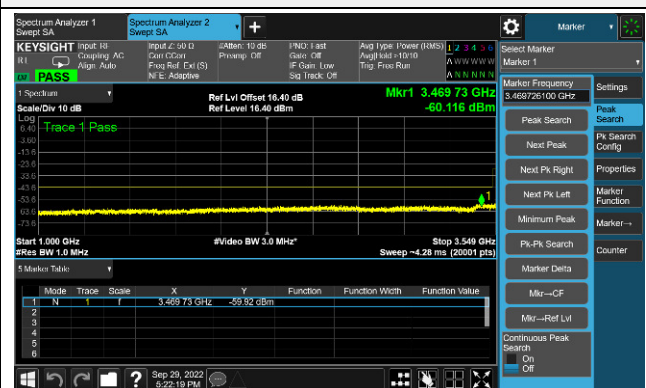 Spectrum Analyzer 1
Swept SA
Spectrum Analyzer 2
Swept SA
Marker
KEYSIGHT
Input: RF
Coupling: AC
Align: Auto
Input Z: 50 Ω
Corr CCorr
Freq Ref: Ext (S)
NFE: Adaptive
#Atten: 10 dB
Preamp: Off
PNO: Fast
Gate: Off
IF Gain: Low
Sig Track: Off
Avg Type: Power (RMS)
Avg|Hold >10/10
Trig: Free Run
1 2 3 4 5 6
A W W W W W
A N N N N N
PASS
Select Marker
Marker 1
1 Spectrum
Scale/Div 10 dB
Ref Lvl Offset 16.40 dB
Ref Level 16.40 dBm
Mkr1 3.469 73 GHz
-60.116 dBm
Log
Trace 1 Pass
6.40
-3.60
-13.6
-23.6
-33.6
-43.6
-53.6
-63.6
-73.6
1
Start 1.000 GHz
#Res BW 1.0 MHz
#Video BW 3.0 MHz*
Stop 3.549 GHz
Sweep ~4.28 ms (20001 pts)
5 Marker Table
Mode Trace Scale X Y Function Function Width Function Value
1 N 1 f 3.469 73 GHz -59.92 dBm
2
3
4
5
6
Marker Frequency
3.469726100 GHz
Peak Search
Next Peak
Next Pk Right
Next Pk Left
Minimum Peak
Pk-Pk Search
Marker Delta
Mkr→CF
Mkr→Ref Lvl
Continuous Peak
Search
On
Off
Settings
Peak
Search
Pk Search
Config
Properties
Marker
Function
Marker→
Counter
?
Sep 29, 2022
5:22:19 PM